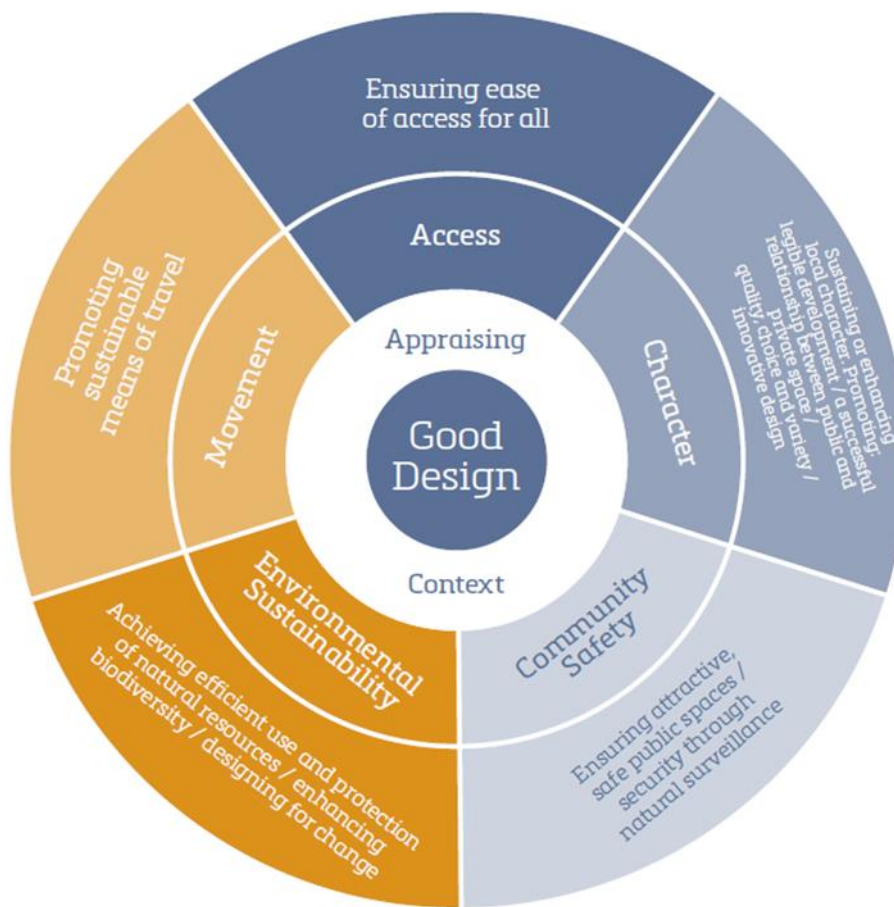 Ensuring ease
of access for all
Access
Sustaining or enhancing
local character. Promoting:
legible development / a successful
relationship between public and
private space /
quality, choice and variety /
innovative design
Character
Ensuring attractive,
safe public spaces /
security through
natural surveillance
Community
Safety
Achieving efficient use and protection
of natural resources / enhancing
biodiversity / designing for change
Environmental
Sustainability
Promoting
sustainable
means of travel
Movement
Appraising
Good
Design
Context